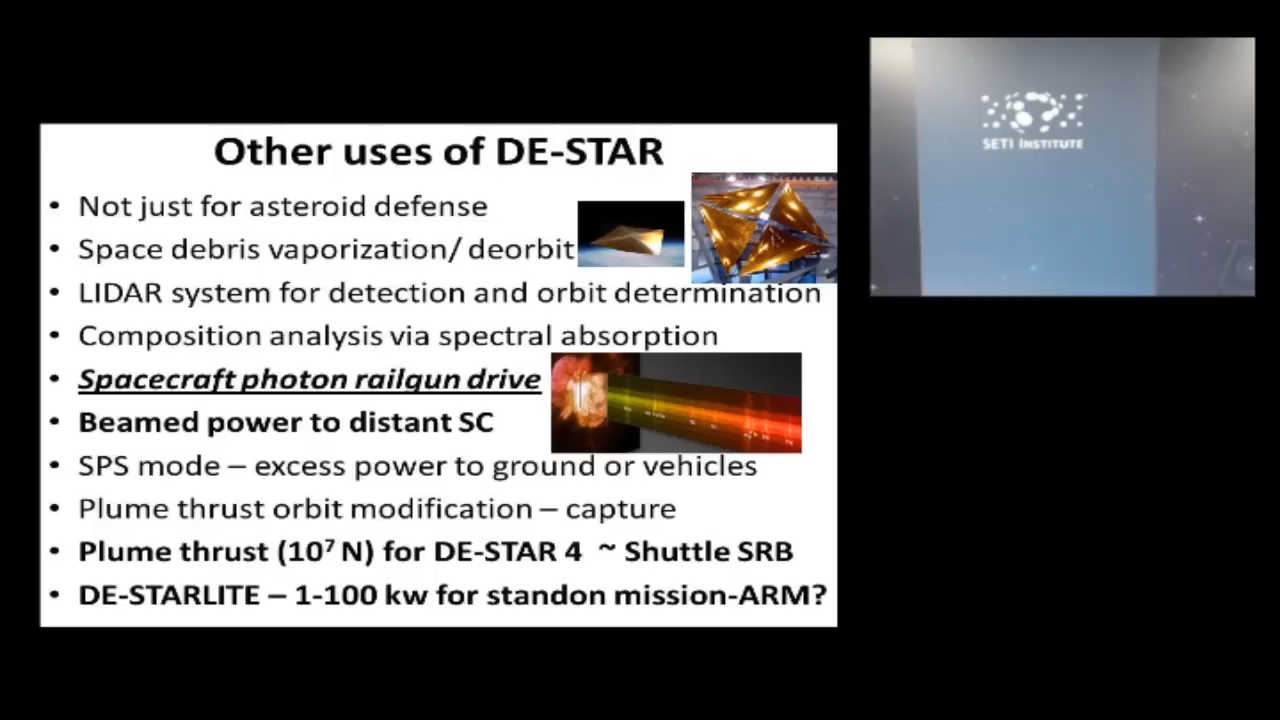 Other uses of DE-STAR
• Not just for asteroid defense
• Space debris vaporization/ deorbit
• LIDAR system for detection and orbit determination
• Composition analysis via spectral absorption
• Spacecraft photon railgun drive
• Beamed power to distant SC
• SPS mode – excess power to ground or vehicles
• Plume thrust orbit modification – capture
• Plume thrust (10⁷ N) for DE-STAR 4 ~ Shuttle SRB
• DE-STARLITE – 1-100 kw for standon mission-ARM?
SETI INSTITUTE